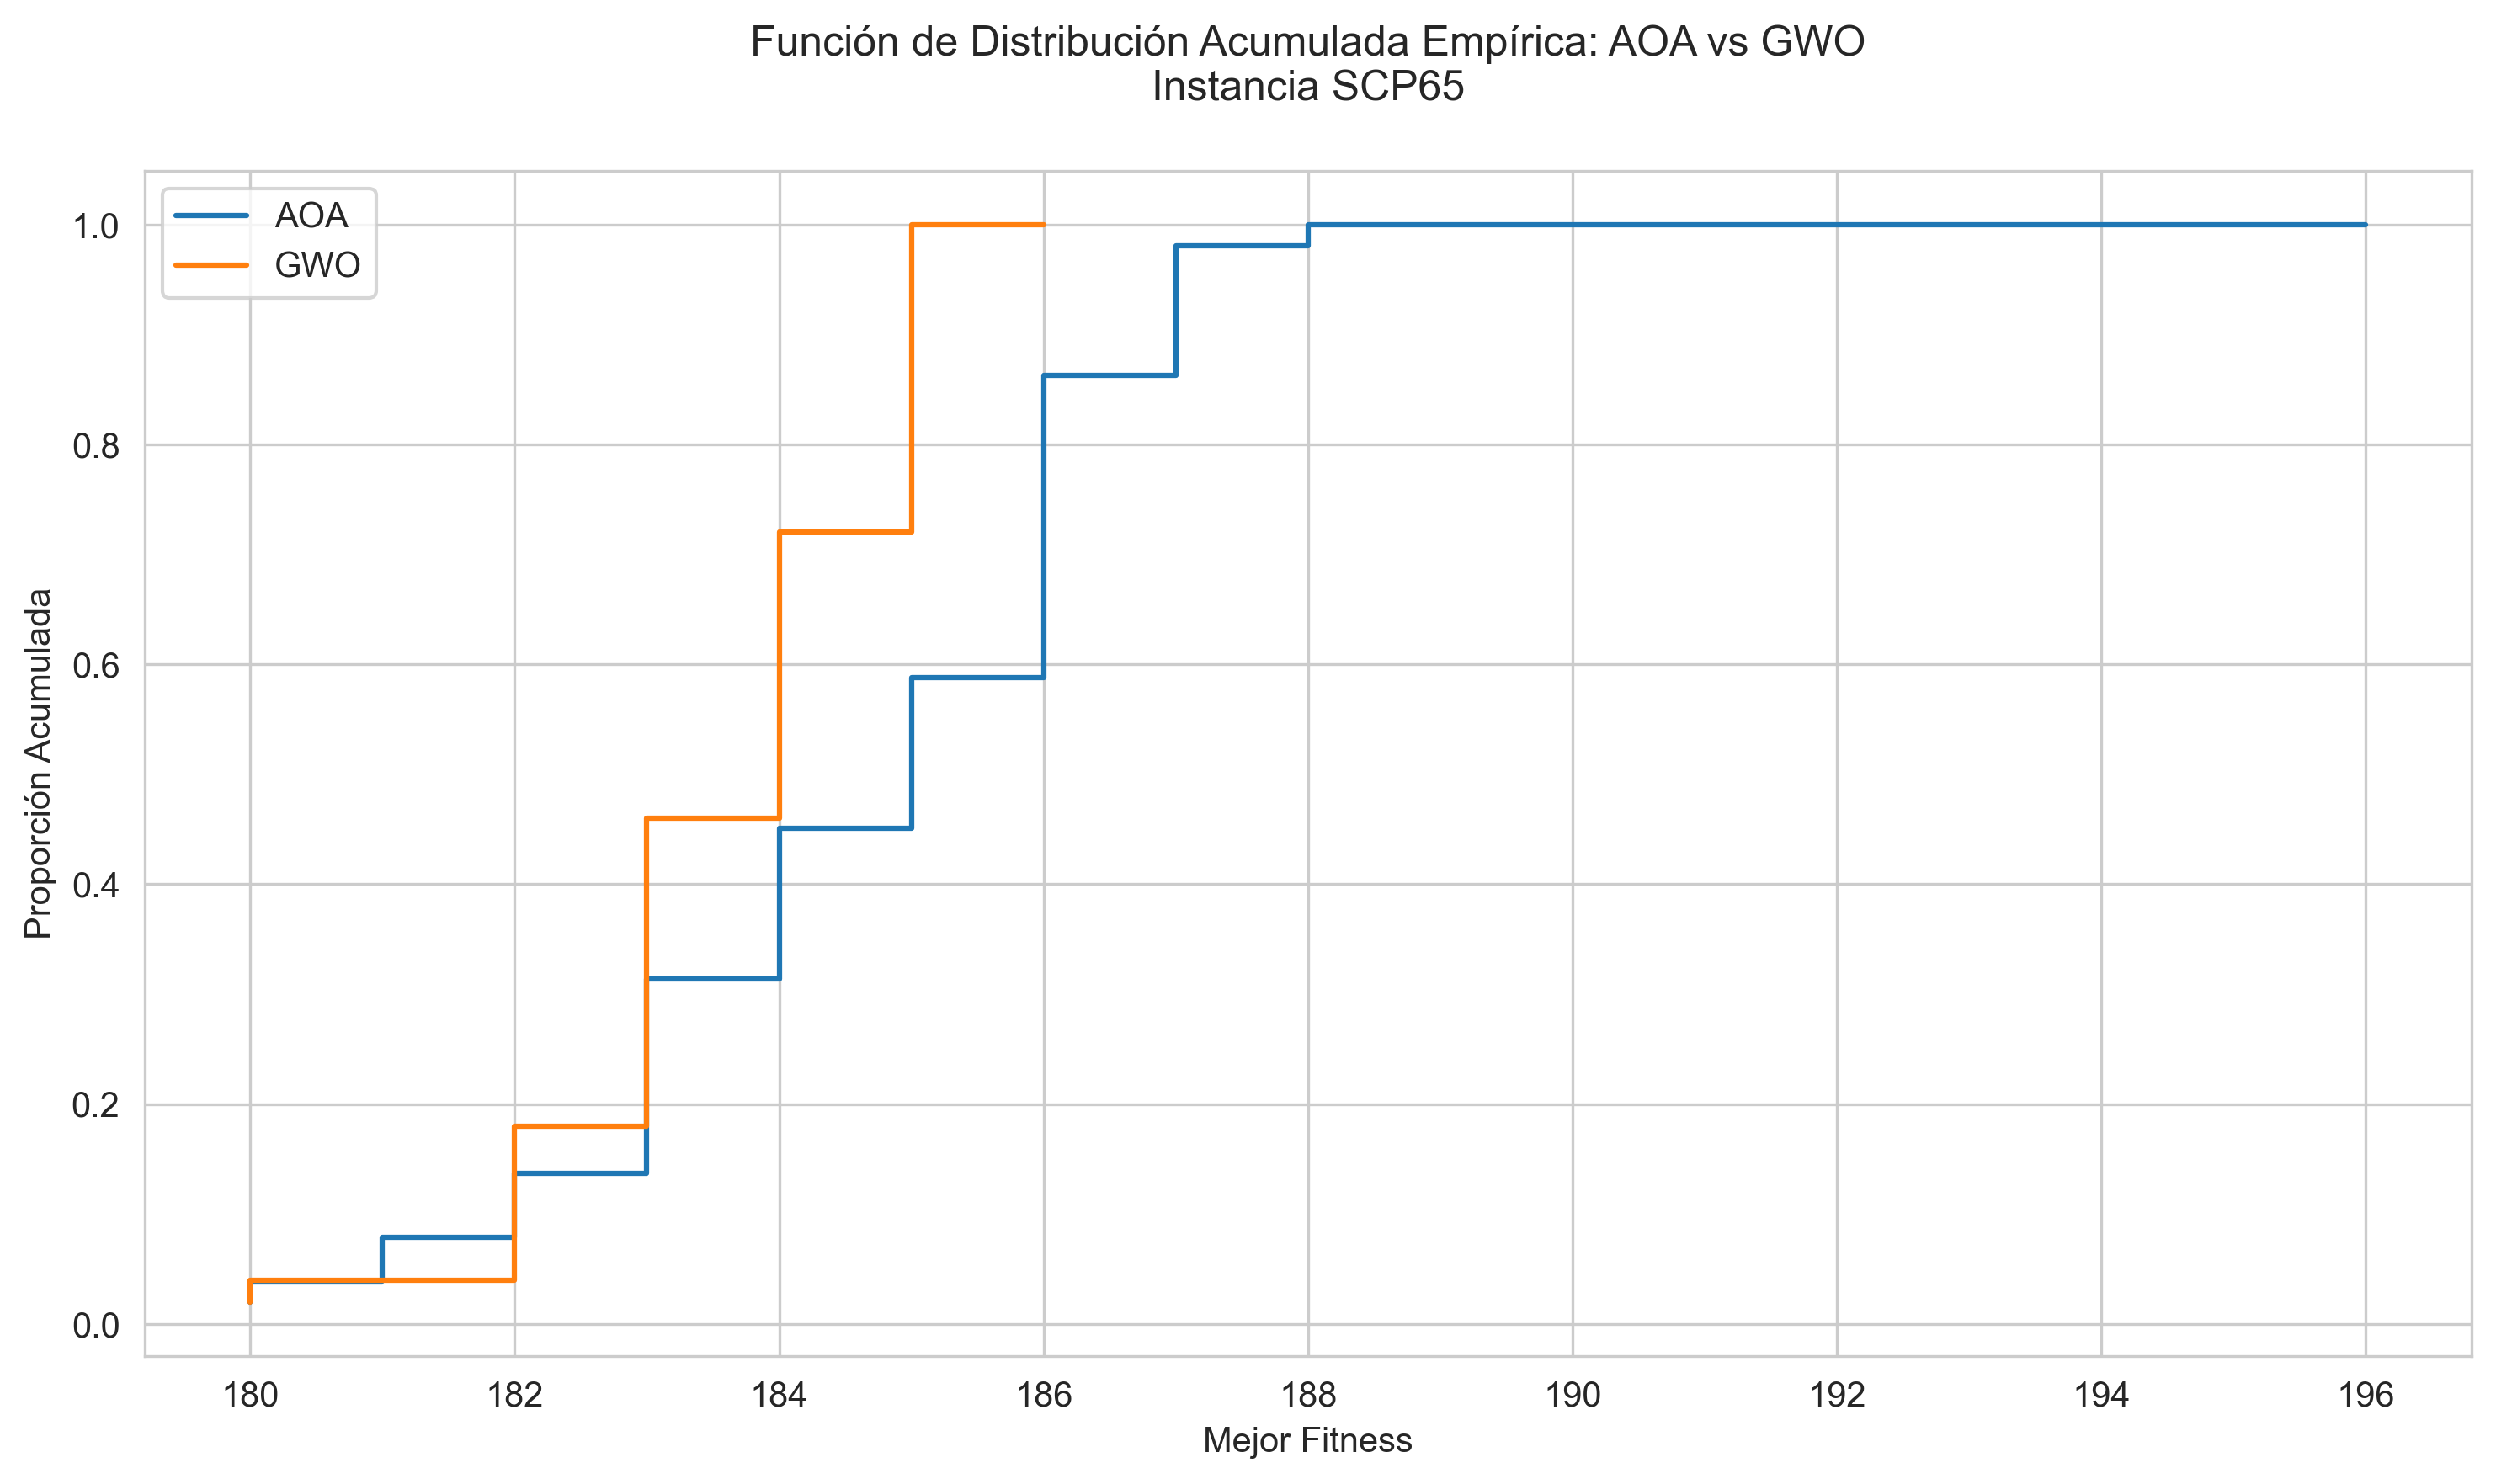 Función de Distribución Acumulada Empírica: AOA vs GWO
Instancia SCP65
AOA
GWO
1.0
0.8
0.6
0.4
0.2
0.0
Proporción Acumulada
180 182 184 186 188 190 192 194 196
Mejor Fitness